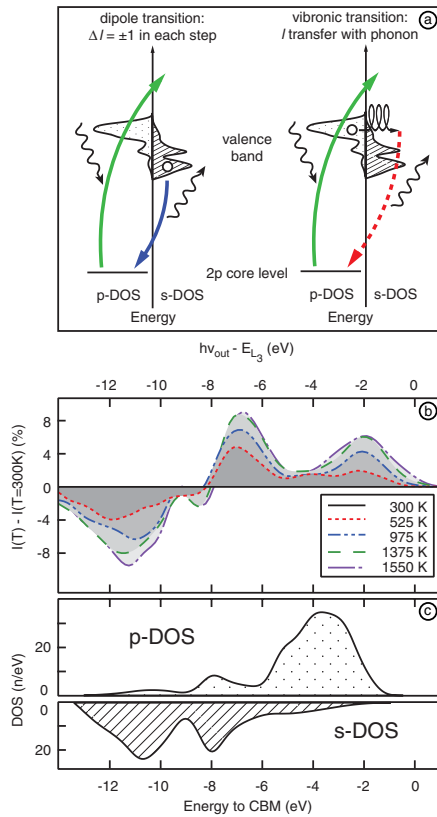 dipole transition:
Δl = ±1 in each step
vibronic transition:
l transfer with phonon
a
valence
band
2p core level
p-DOS s-DOS
p-DOS s-DOS
Energy
Energy
hνout - EL3 (eV)
-12 -10 -8 -6 -4 -2 0
b
I(T) - I(T=300K) (%)
8
4
0
-4
-8
300 K
525 K
975 K
1375 K
1550 K
c
DOS (n/eV)
20
0
0
20
p-DOS
s-DOS
-12 -10 -8 -6 -4 -2 0
Energy to CBM (eV)